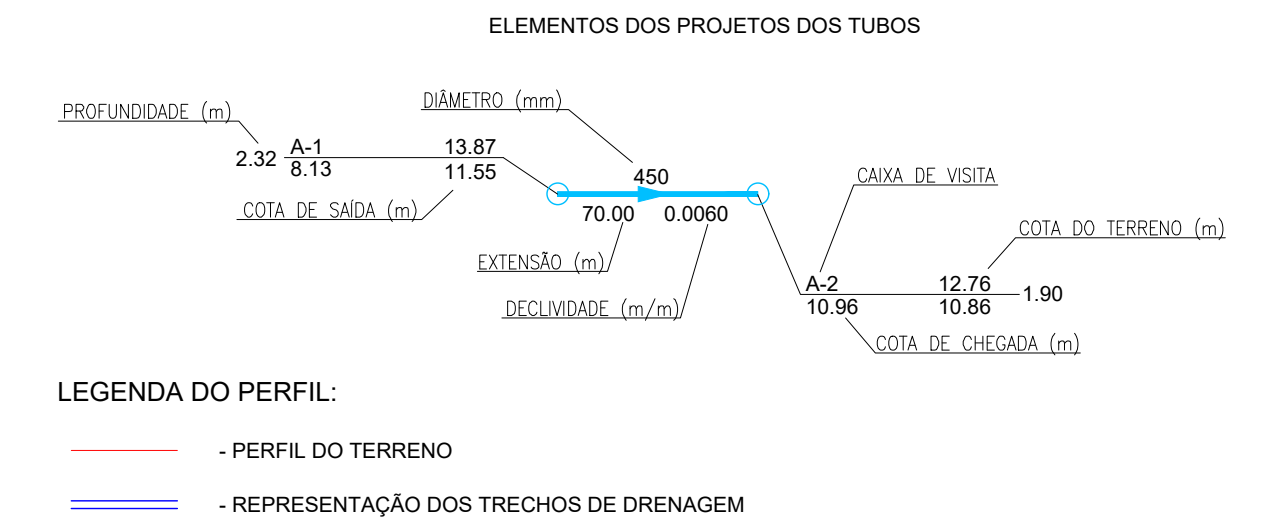 ELEMENTOS DOS PROJETOS DOS TUBOS
PROFUNDIDADE (m)
DIÂMETRO (mm)
2.32 A-1 13.87
8.13 11.55
450
CAIXA DE VISITA
COTA DE SAÍDA (m)
70.00 0.0060
COTA DO TERRENO (m)
EXTENSÃO (m)
DECLIVIDADE (m/m)
A-2 12.76
1.90
10.96 10.86
COTA DE CHEGADA (m)
LEGENDA DO PERFIL:
- PERFIL DO TERRENO
- REPRESENTAÇÃO DOS TRECHOS DE DRENAGEM